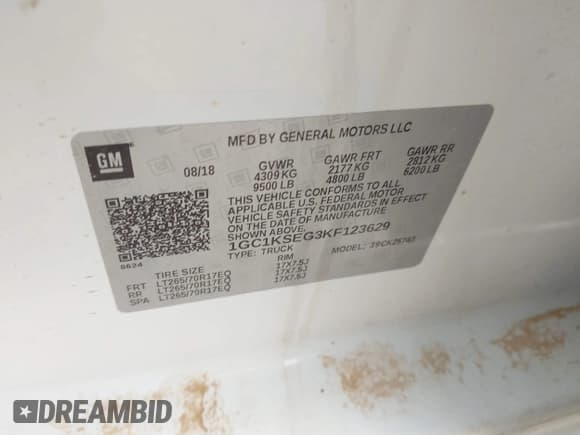 GM
MFD BY GENERAL MOTORS LLC
08/18
GVWR GAWR FRT GAWR RR
4309 KG 2177 KG 2812 KG
9500 LB 4800 LB 6200 LB
THIS VEHICLE CONFORMS TO ALL
APPLICABLE U.S. FEDERAL MOTOR
VEHICLE SAFETY STANDARDS IN EFFECT
ON THE DATE OF MANUFACTURE
SHOWN ABOVE.
1GC1KSEG3KF123629
TYPE: TRUCK MODEL:
8624
TIRE SIZE RIM
FRT LT265/70R17EQ 17X7.5J
RR LT265/70R17EQ 17X7.5J
SPA LT265/70R17EQ 17X7.5J
DREAMBID